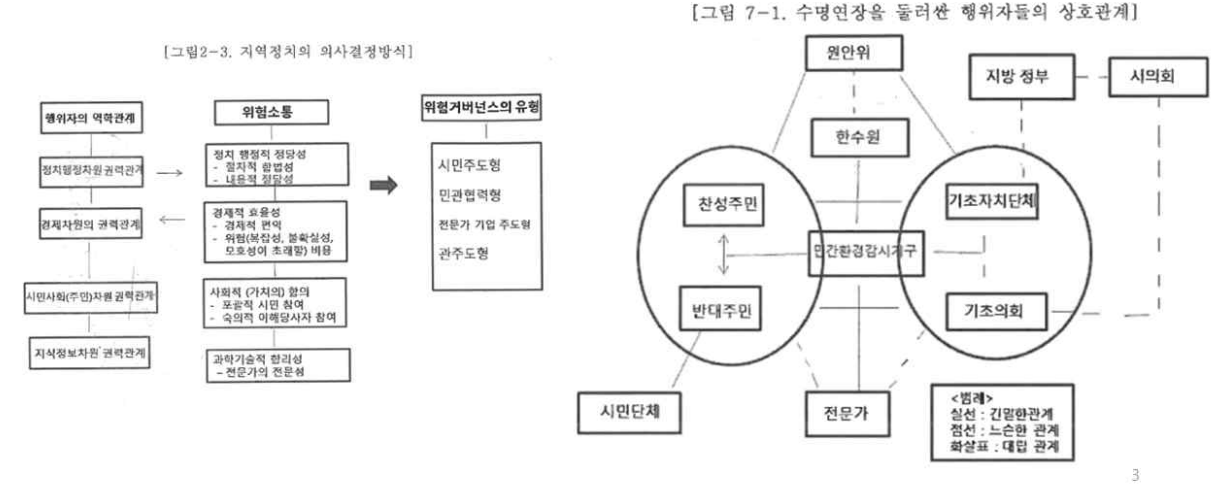 [그림2-3. 지역정치의 의사결정방식]
행위자의 역학관계
정치행정차원 권력관계
경제차원의 권력관계
시민사회(주민)차원 권력관계
지식정보차원 권력관계
위험소통
정치 행정적 정당성
- 절차적 합법성
- 내용적 정당성
경제적 효율성
- 경제적 편익
- 위험(복잡성, 불확실성,
모호성이 초래할) 비용
사회적 (가치의) 합의
- 포괄적 시민 참여
- 숙의적 이해당사자 참여
과학기술적 합리성
- 전문가의 전문성
위험거버넌스의 유형
시민주도형
민관협력형
전문가 기업 주도형
관주도형
[그림 7-1. 수명연장을 둘러싼 행위자들의 상호관계]
원안위
지방 정부
시의회
한수원
찬성주민
기초자치단체
민간환경감시기구
반대주민
기초의회
시민단체
전문가
<범례>
실선 : 긴밀한관계
점선 : 느슨한 관계
화살표 : 대립 관계
3